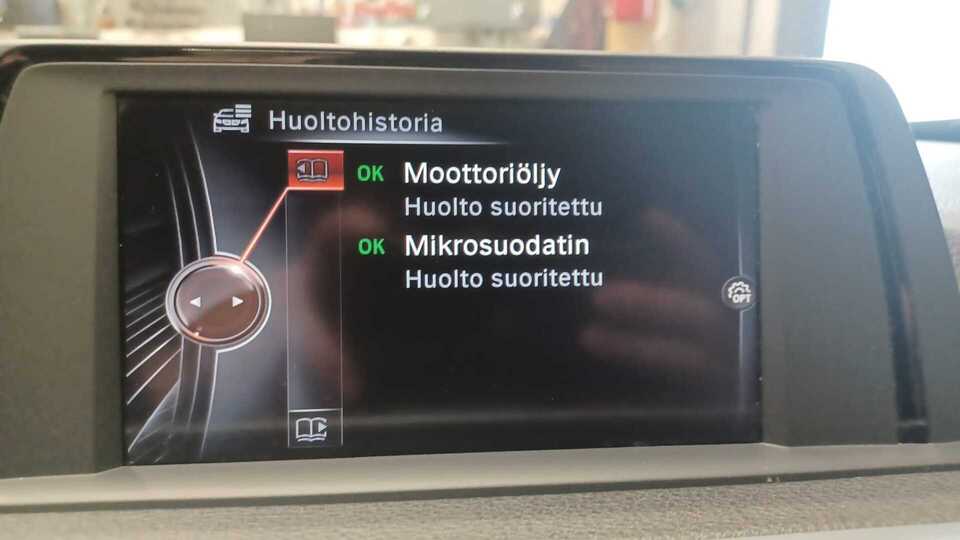 Huoltohistoria
OK Moottoriöljy
Huolto suoritettu
OK Mikrosuodatin
Huolto suoritettu
OPT